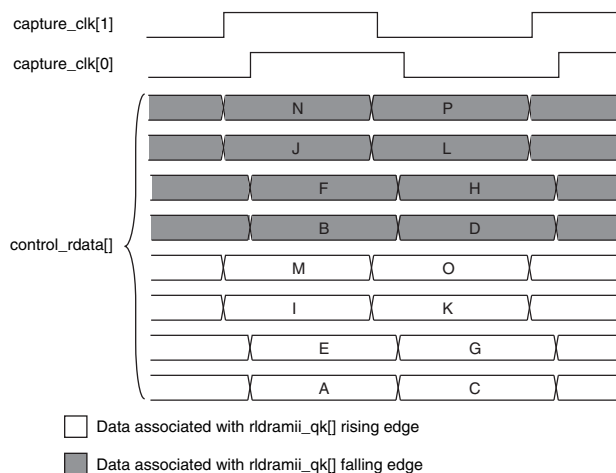 capture_clk[1]
capture_clk[0]
N P
J L
F H
B D
control_rdata[]
M O
I K
E G
A C
Data associated with rldramii_qk[] rising edge
Data associated with rldramii_qk[] falling edge